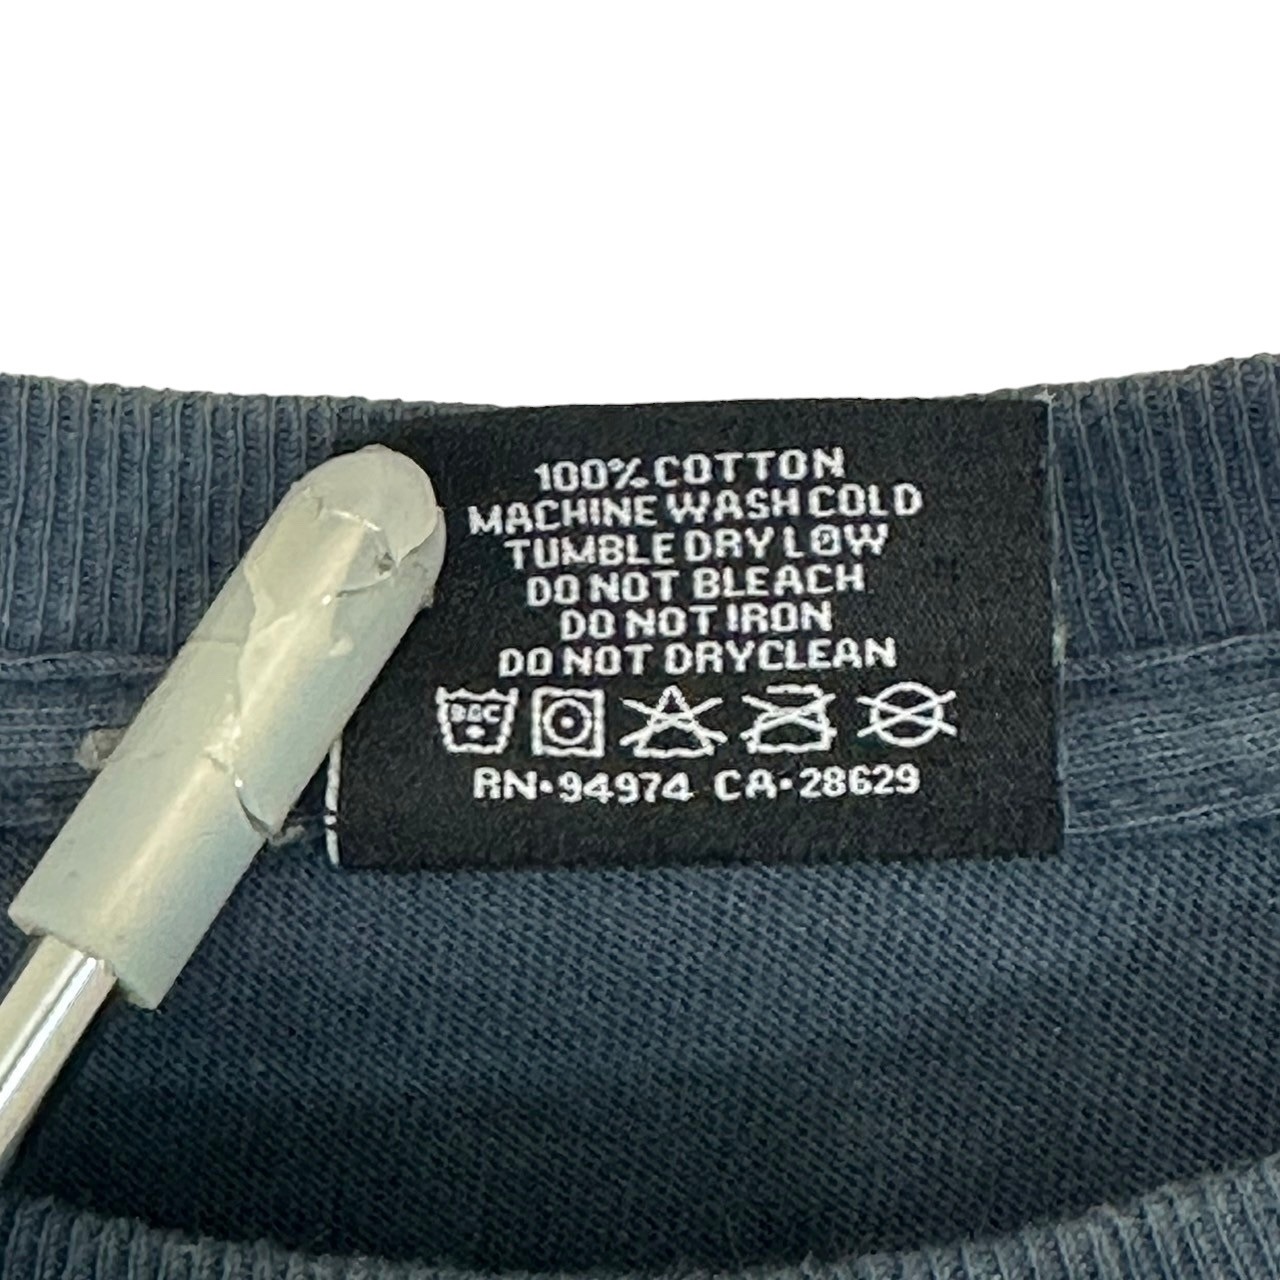 100% COTTON
MACHINE WASH COLD
TUMBLE DRY LOW
DO NOT BLEACH
DO NOT IRON
DO NOT DRYCLEAN
RN•94974 CA•28629